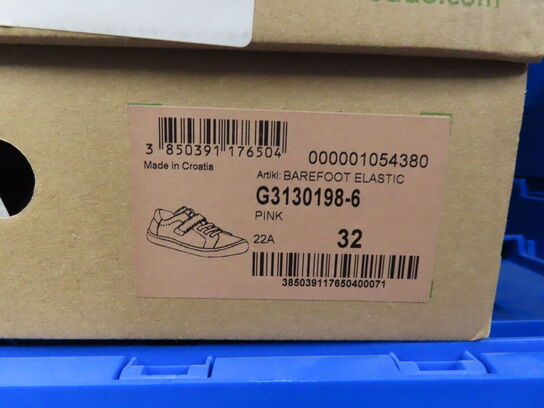 3 850391 176504
000001054380
Made in Croatia
Artikl: BAREFOOT ELASTIC
G3130198-6
PINK
22A
32
385039117650400071